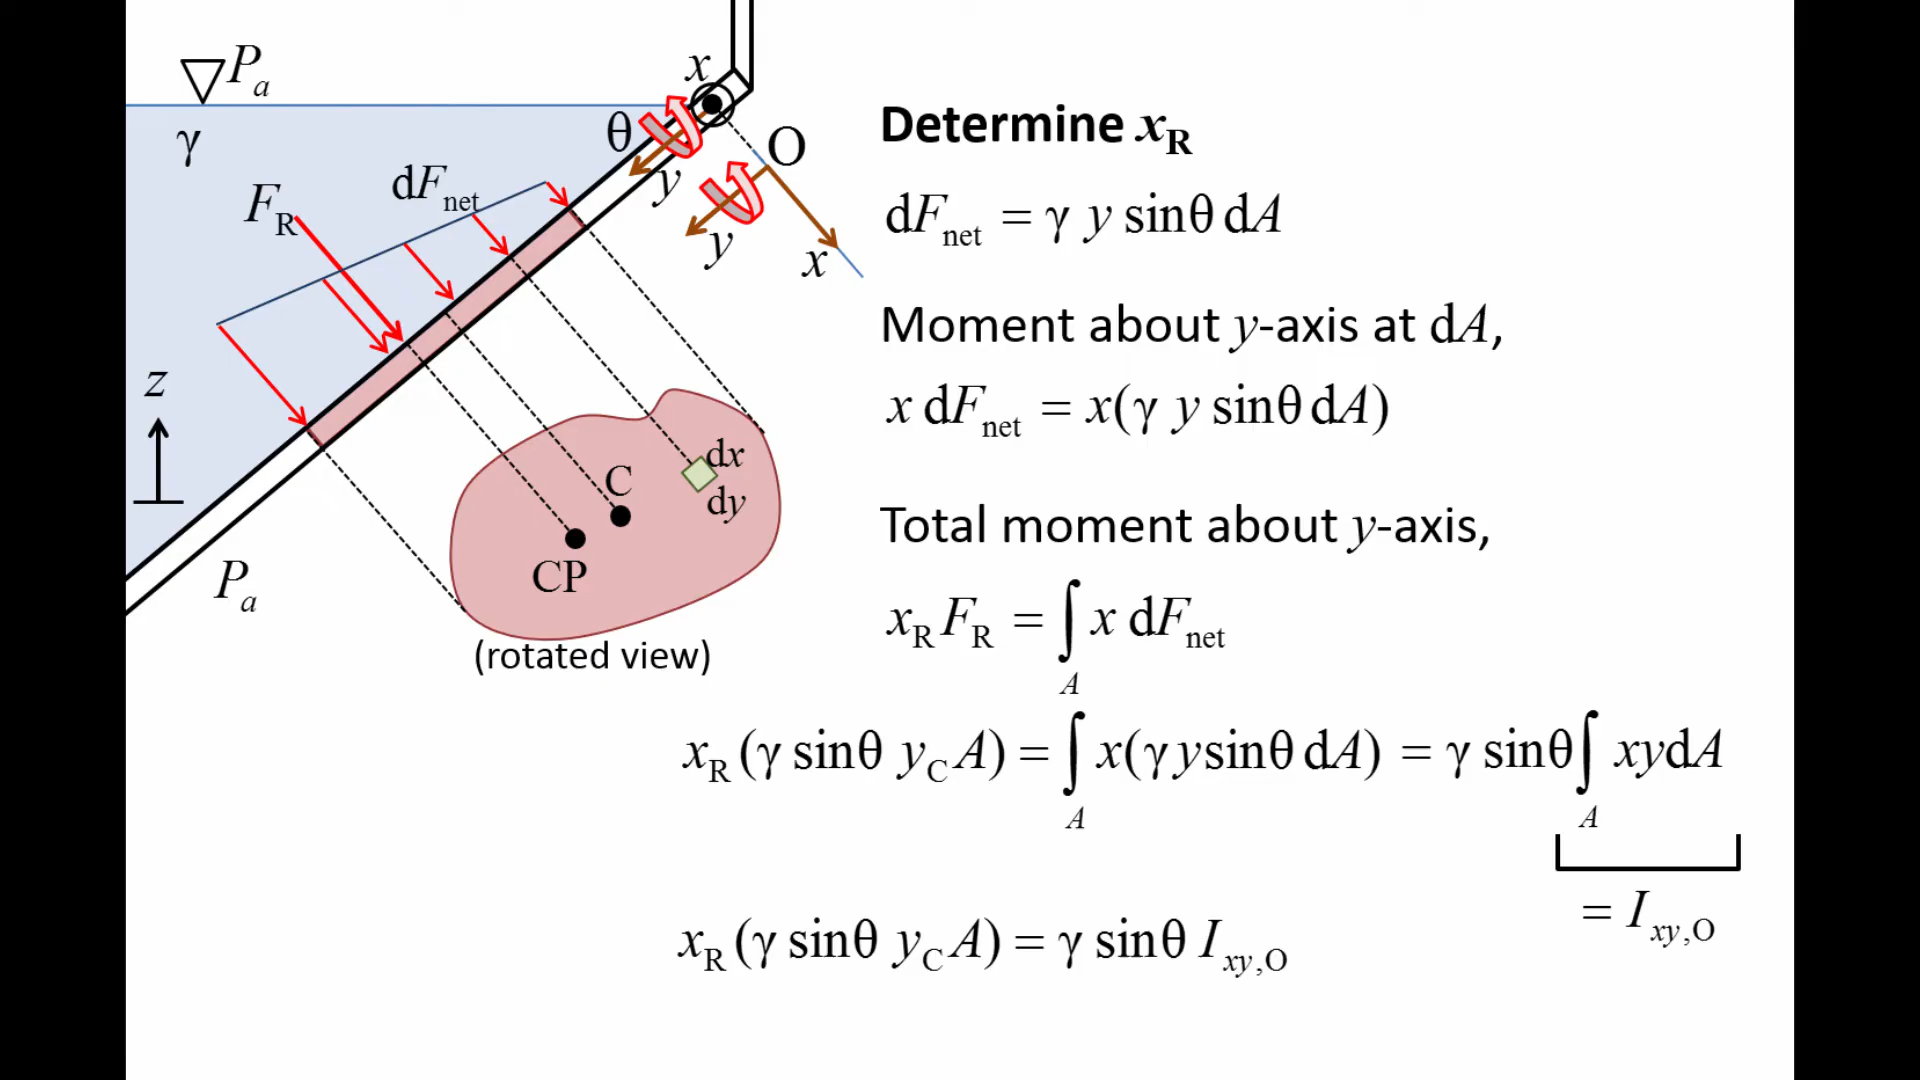 Pₐ
γ
F_R
dF_net
θ
x
y
O
y
x
z
Pₐ
C
CP
dx
dy
(rotated view)
Determine x_R
dF_net = γ y sinθ dA
Moment about y-axis at dA,
x dF_net = x(γ y sinθ dA)
Total moment about y-axis,
x_R F_R = ∫_A x dF_net
x_R (γ sinθ y_C A) = ∫_A x(γ y sinθ dA) = γ sinθ ∫_A xy dA
= I_xy,O
x_R (γ sinθ y_C A) = γ sinθ I_xy,O